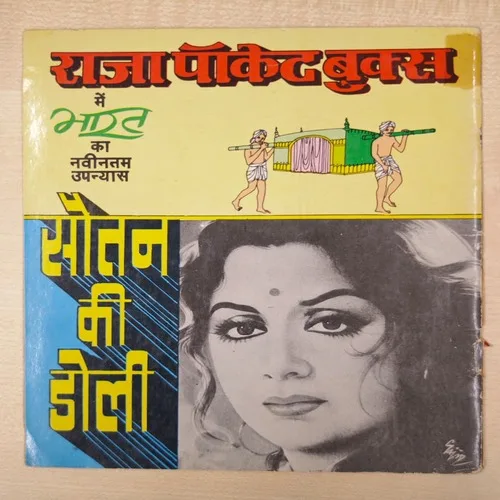 राजा पॉकेट बुक्स
में
भारत
का
नवीनतम
उपन्यास
सौतन
की
डोली